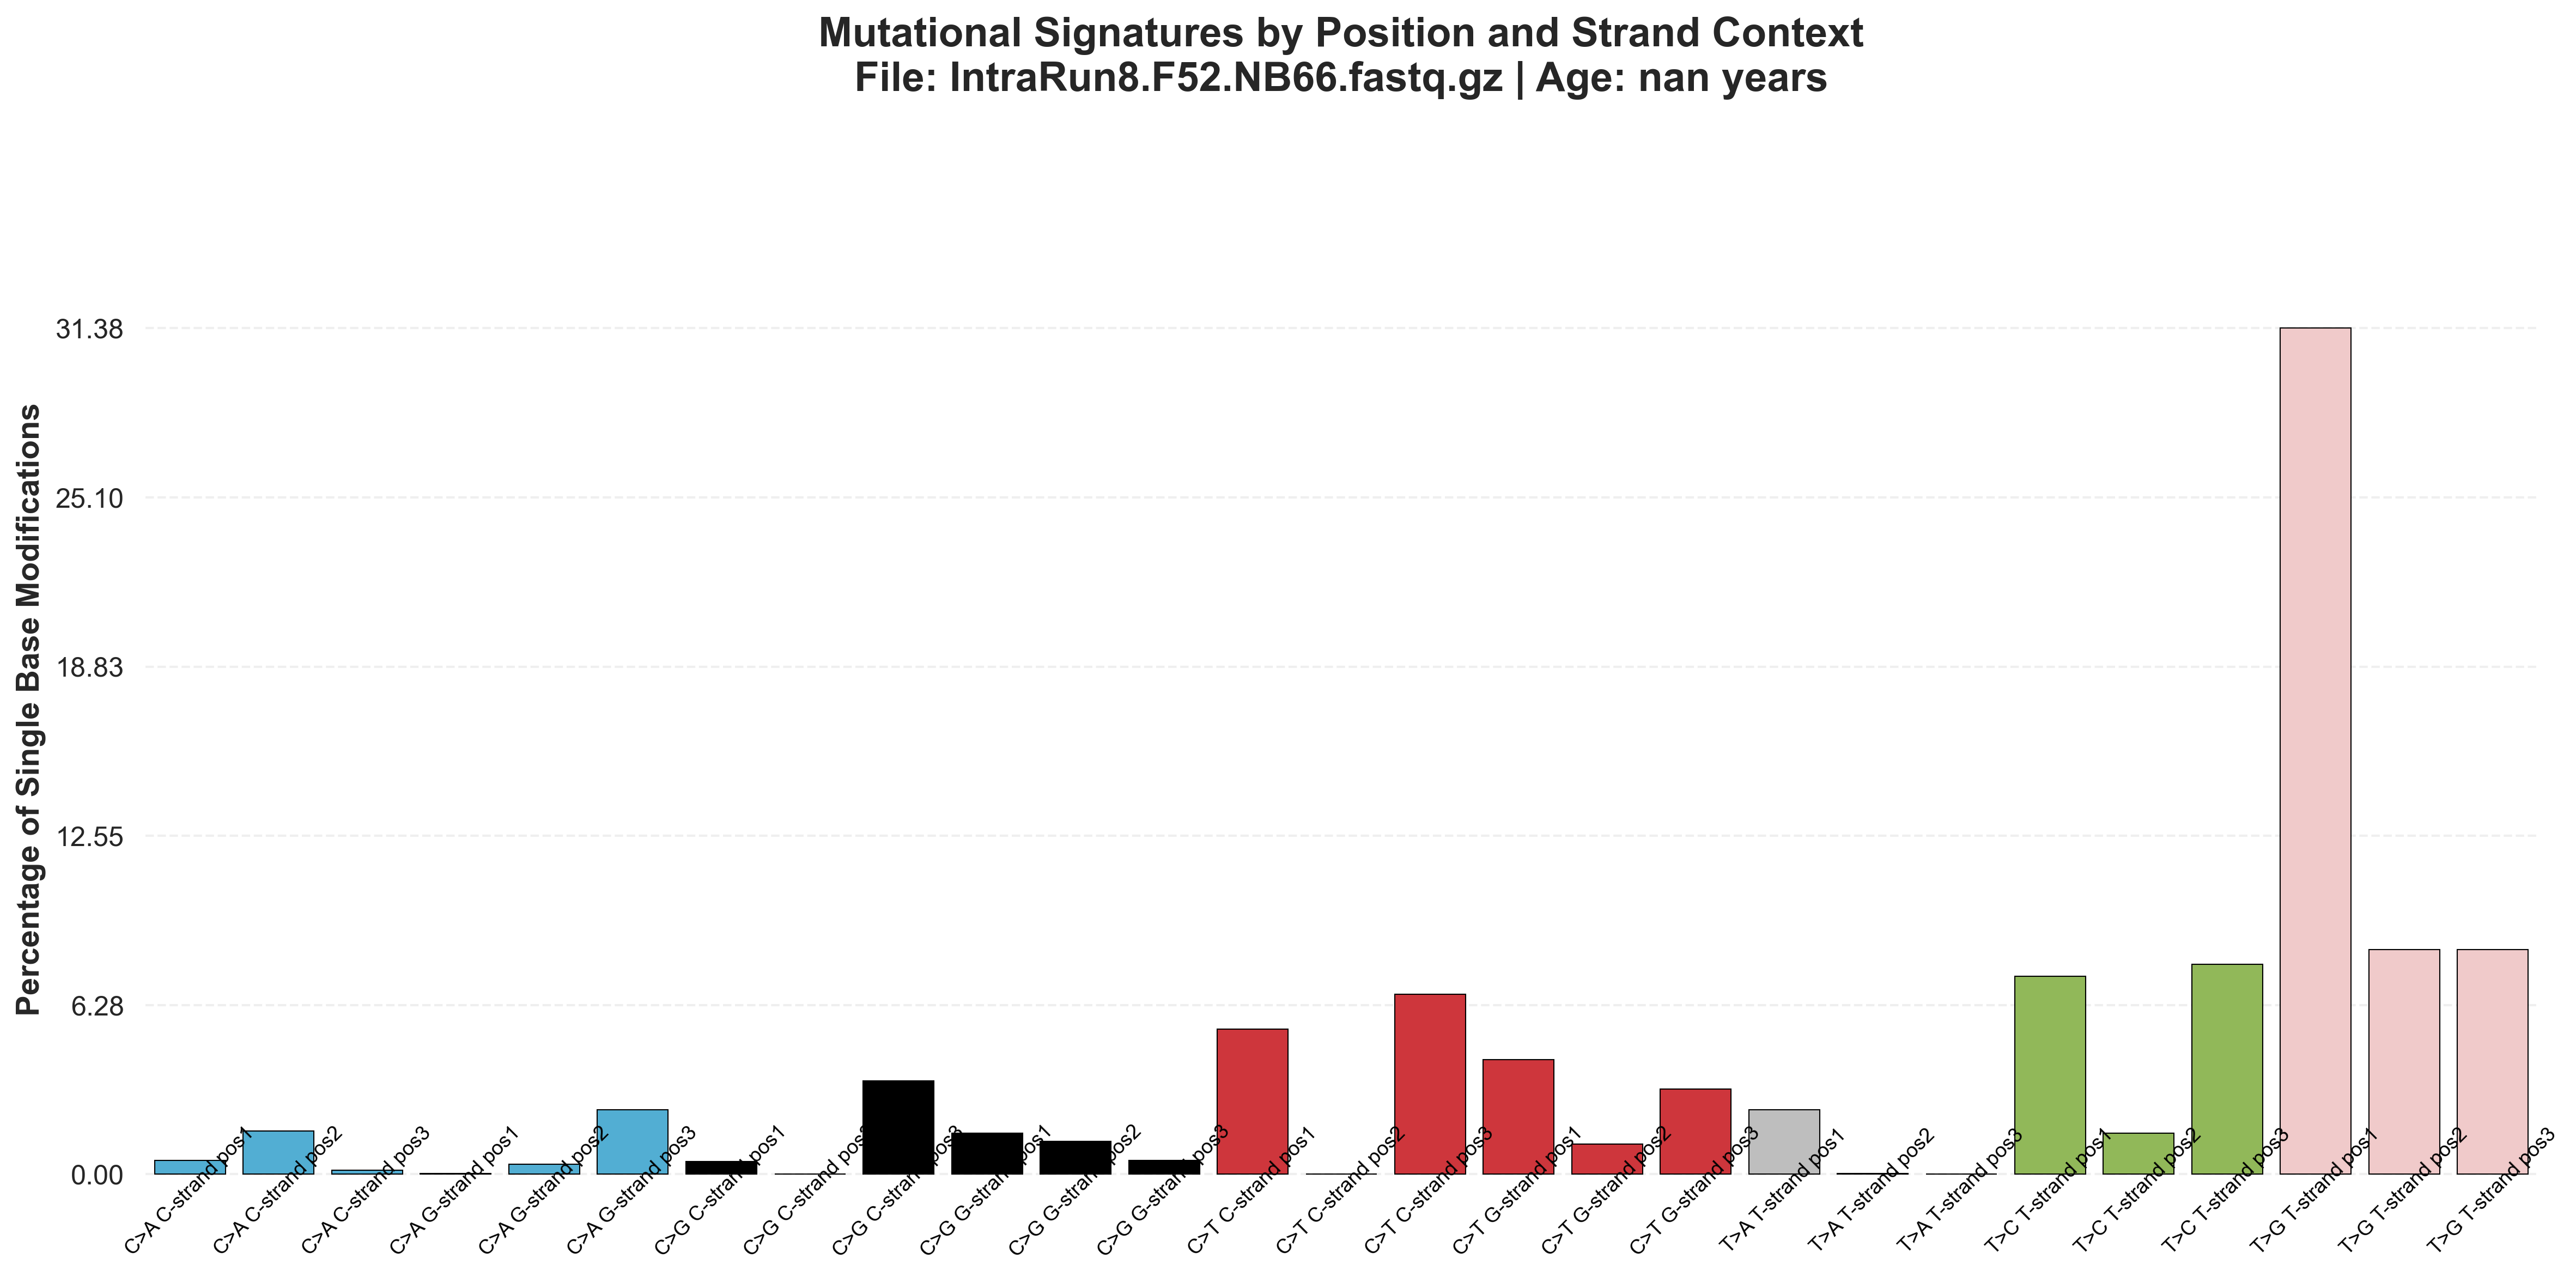 Mutational Signatures by Position and Strand Context
File: IntraRun8.F52.NB66.fastq.gz | Age: nan years
Percentage of Single Base Modifications
31.38
25.10
18.83
12.55
6.28
0.00
C>A C-strand pos1
C>A C-strand pos2
C>A C-strand pos3
C>A G-strand pos1
C>A G-strand pos2
C>A G-strand pos3
C>G C-strand pos1
C>G C-strand pos2
C>G C-strand pos3
C>G G-strand pos1
C>G G-strand pos2
C>G G-strand pos3
C>T C-strand pos1
C>T C-strand pos2
C>T C-strand pos3
C>T G-strand pos1
C>T G-strand pos2
C>T G-strand pos3
T>A T-strand pos1
T>A T-strand pos2
T>A T-strand pos3
T>C T-strand pos1
T>C T-strand pos2
T>C T-strand pos3
T>G T-strand pos1
T>G T-strand pos2
T>G T-strand pos3